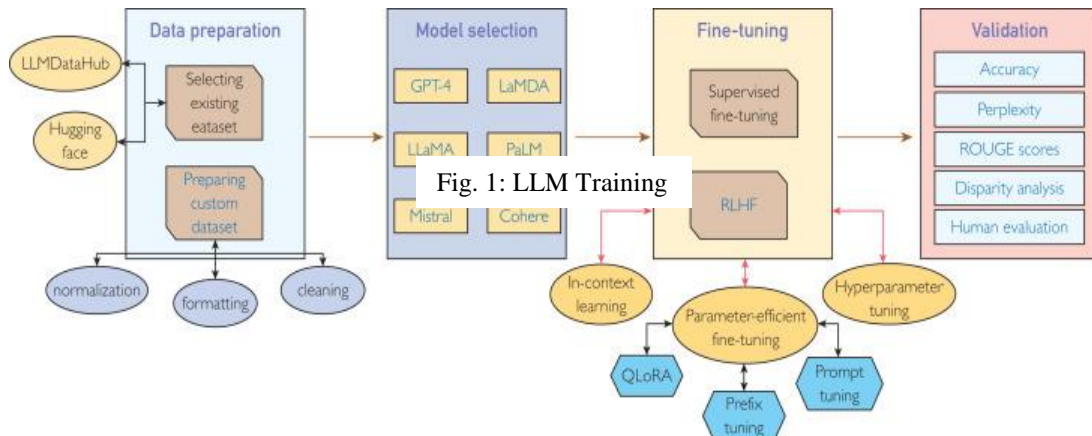 Data preparation
Model selection
Fine-tuning
Validation
LLMDataHub
Hugging
face
Selecting
existing
eataset
Preparing
custom
dataset
normalization
formatting
cleaning
GPT-4
LaMDA
LLaMA
PaLM
Mistral
Cohere
Fig. 1: LLM Training
Supervised
fine-tuning
RLHF
In-context
learning
Parameter-efficient
fine-tuning
Hyperparameter
tuning
QLoRA
Prefix
tuning
Prompt
tuning
Accuracy
Perplexity
ROUGE scores
Disparity analysis
Human evaluation